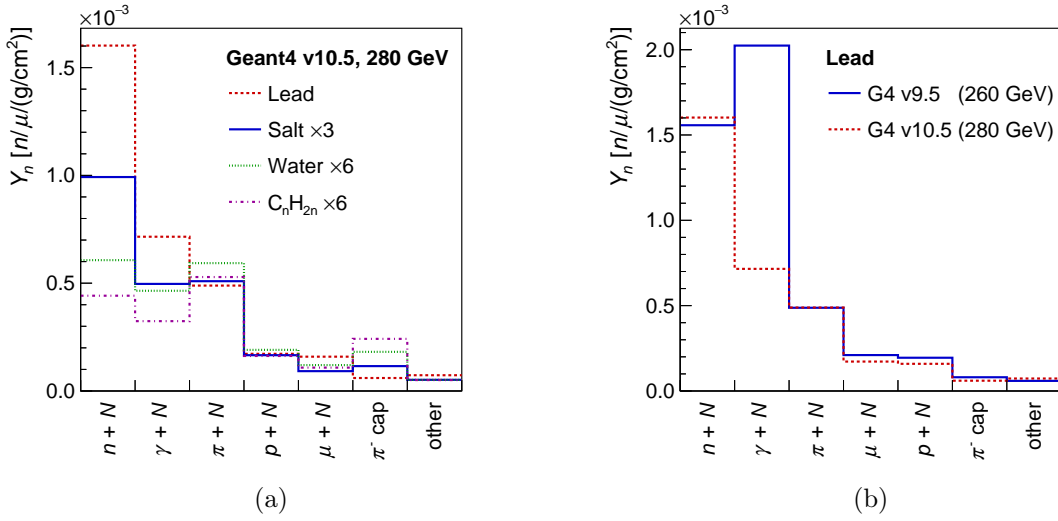 ×10⁻³
Yₙ [n/μ/(g/cm²)]
1.5
1.0
0.5
0.0
Geant4 v10.5, 280 GeV
Lead
Salt ×3
Water ×6
CₙH₂ₙ ×6
n + N
γ + N
π + N
p + N
μ + N
π⁻ cap
other
(a)
×10⁻³
Yₙ [n/μ/(g/cm²)]
2.0
1.5
1.0
0.5
0.0
Lead
G4 v9.5 (260 GeV)
G4 v10.5 (280 GeV)
n + N
γ + N
π + N
μ + N
p + N
π⁻ cap
other
(b)